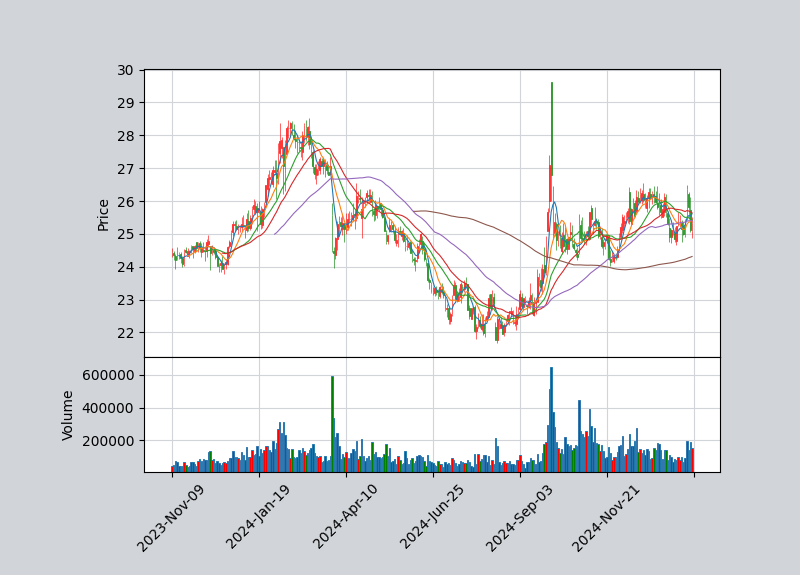 30
29
28
27
26
25
24
23
22
Price
600000
400000
200000
Volume
2023-Nov-09
2024-Jan-19
2024-Apr-10
2024-Jun-25
2024-Sep-03
2024-Nov-21